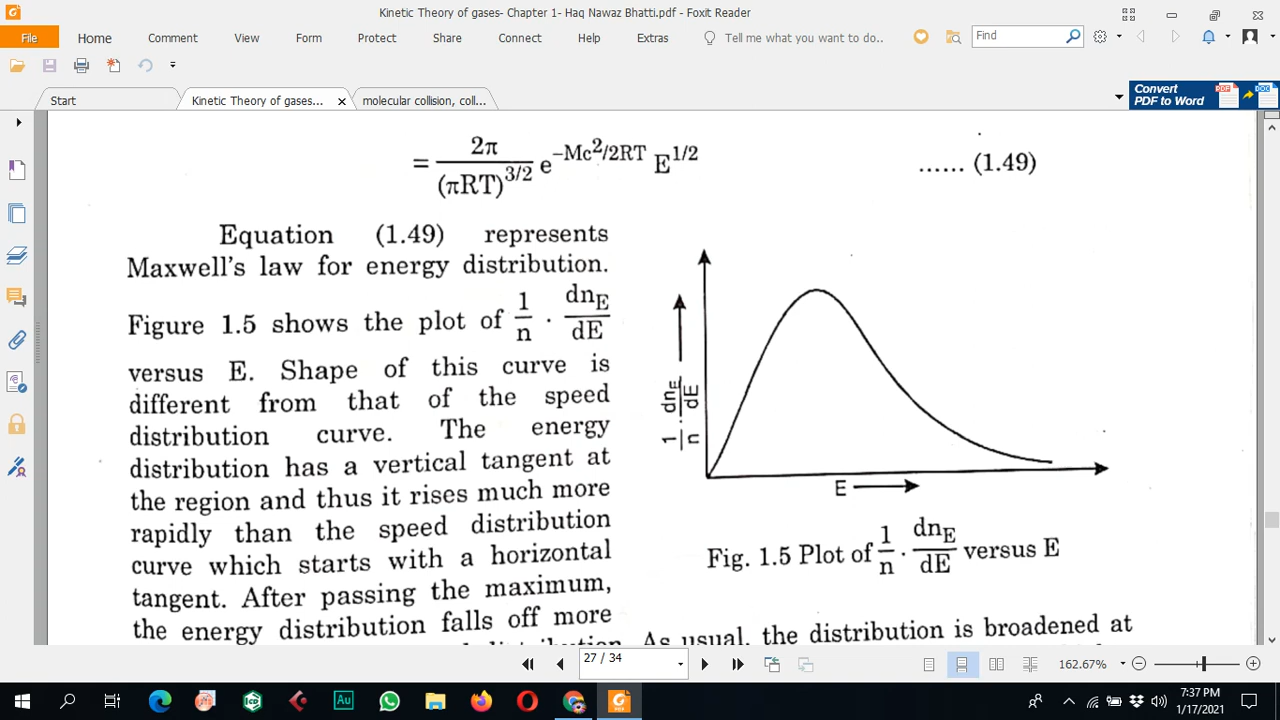 Kinetic Theory of gases- Chapter 1- Haq Nawaz Bhatti.pdf - Foxit Reader
File Home Comment View Form Protect Share Connect Help Extras Tell me what you want to do.. Find
Start Kinetic Theory of gases... molecular collision, coll...
Convert
PDF to Word
= 2π/(πRT)^3/2 e^–Mc²/2RT E^1/2 ...... (1.49)
Equation (1.49) represents
Maxwell's law for energy distribution.
Figure 1.5 shows the plot of 1/n · dnE/dE
versus E. Shape of this curve is
different from that of the speed
distribution curve. The energy
distribution has a vertical tangent at
the region and thus it rises much more
rapidly than the speed distribution
curve which starts with a horizontal
tangent. After passing the maximum,
the energy distribution falls off more
1/n · dnE/dE
E
Fig. 1.5 Plot of 1/n · dnE/dE versus E
As usual, the distribution is broadened at
27 / 34
162.67%
7:37 PM
1/17/2021